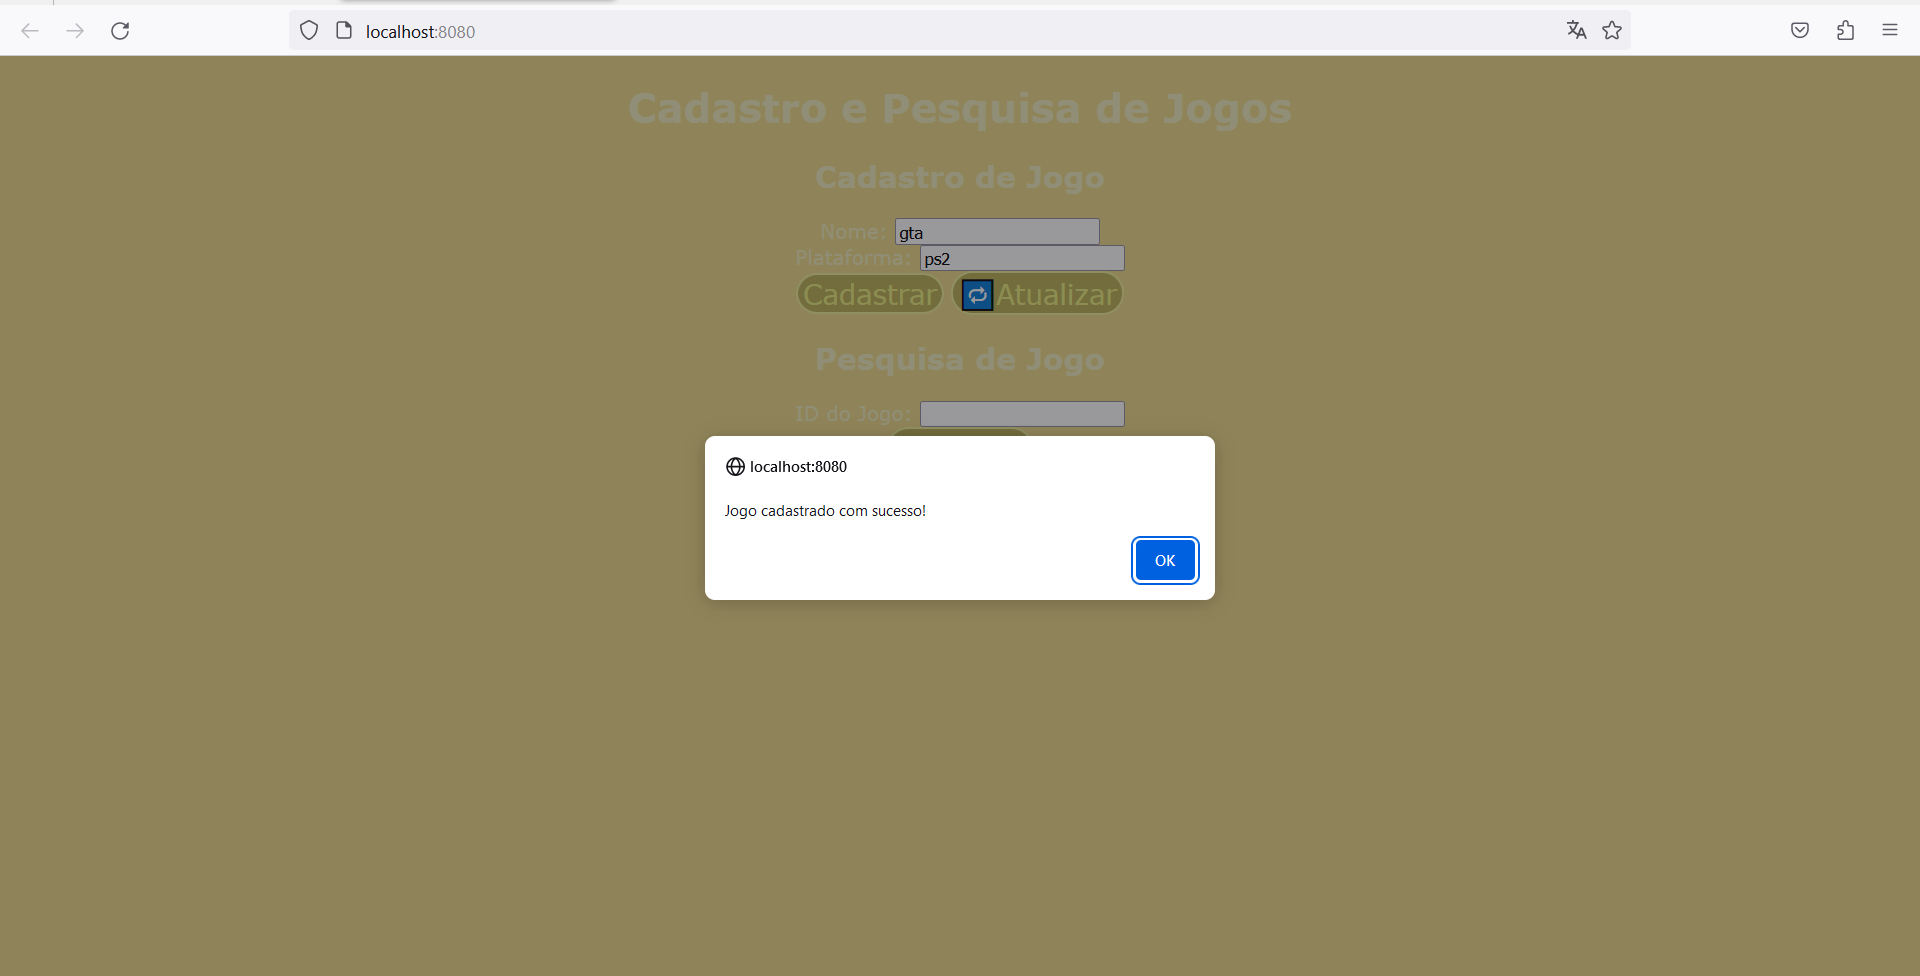 localhost:8080
Cadastro e Pesquisa de Jogos
Cadastro de Jogo
Nome: gta
Plataforma: ps2
Cadastrar Atualizar
Pesquisa de Jogo
ID do Jogo:
localhost:8080
Jogo cadastrado com sucesso!
OK